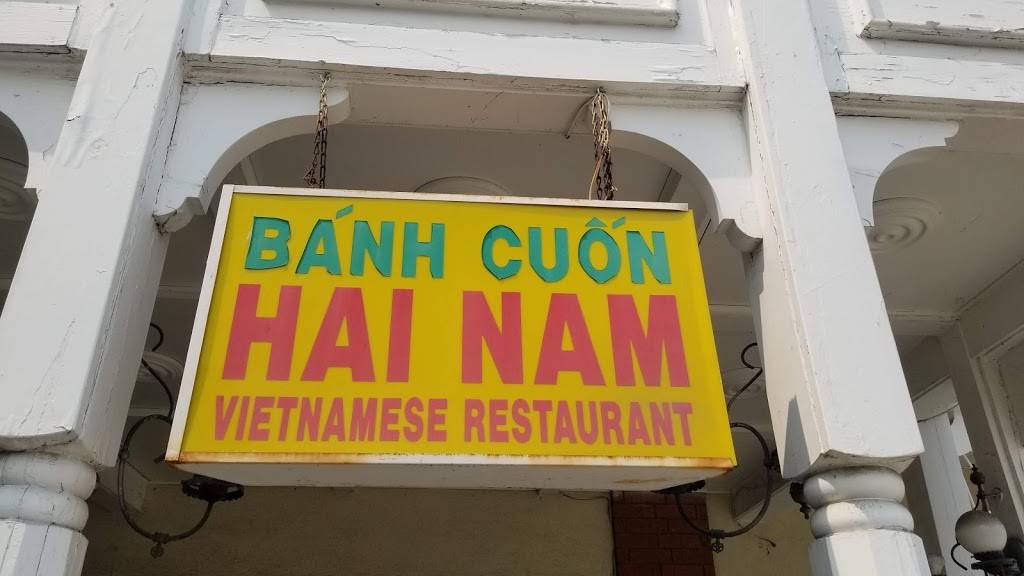 BÁNH CUỐN
HAI NAM
VIETNAMESE RESTAURANT